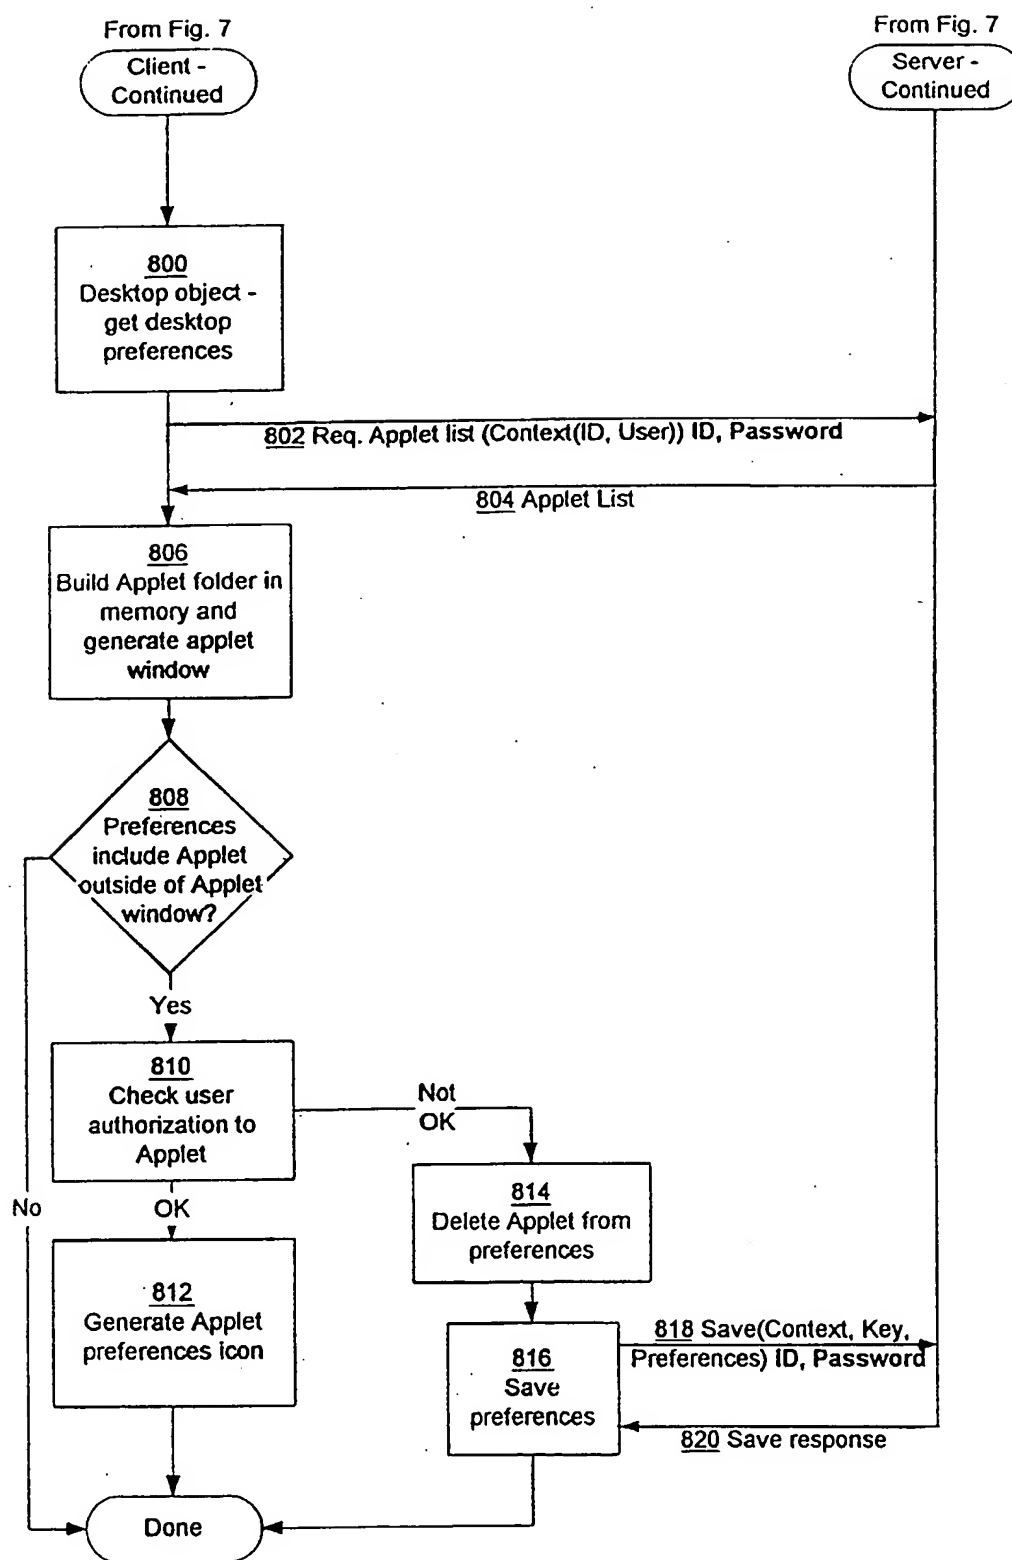 From Fig. 7
Client -
Continued
From Fig. 7
Server -
Continued
800
Desktop object -
get desktop
preferences
802 Req. Applet list (Context(ID, User)) ID, Password
804 Applet List
806
Build Applet folder in
memory and
generate applet
window
808
Preferences
include Applet
outside of Applet
window?
Yes
810
Check user
authorization to
Applet
Not
OK
No
OK
814
Delete Applet from
preferences
812
Generate Applet
preferences icon
816
Save
preferences
818 Save(Context, Key,
Preferences) ID, Password
820 Save response
Done